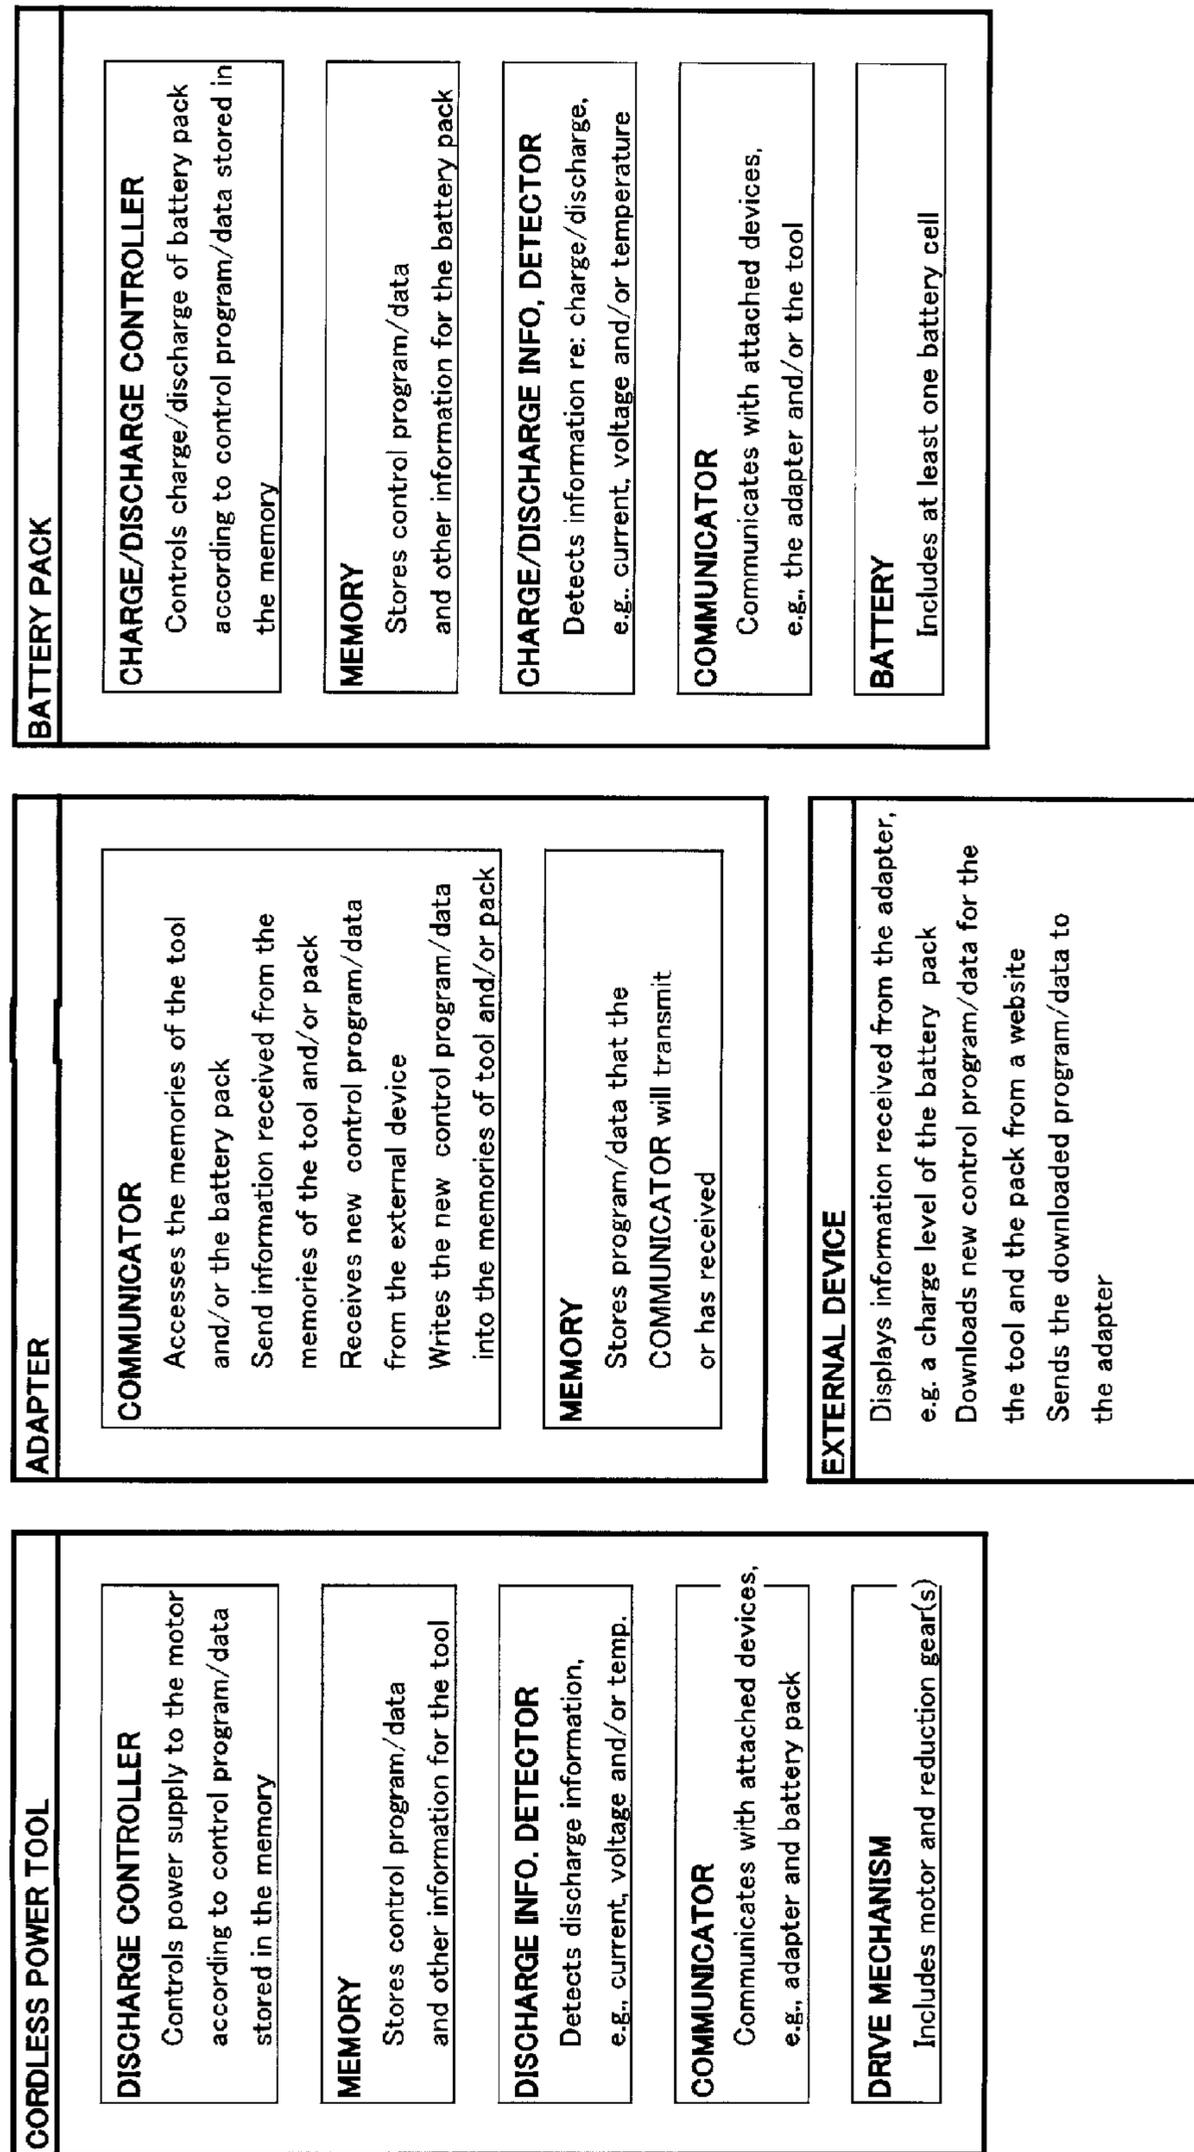 CORDLESS POWER TOOL
DISCHARGE CONTROLLER
Controls power supply to the motor
according to control program/data
stored in the memory
MEMORY
Stores control program/data
and other information for the tool
DISCHARGE INFO. DETECTOR
Detects discharge information,
e.g., current, voltage and/or temp.
COMMUNICATOR
Communicates with attached devices,
e.g., adapter and battery pack
DRIVE MECHANISM
Includes motor and reduction gear(s)
ADAPTER
COMMUNICATOR
Accesses the memories of the tool
and/or the battery pack
Send information received from the
memories of the tool and/or pack
Receives new control program/data
from the external device
Writes the new control program/data
into the memories of tool and/or pack
MEMORY
Stores program/data that the
COMMUNICATOR will transmit
or has received
EXTERNAL DEVICE
Displays information received from the adapter,
e.g. a charge level of the battery pack
Downloads new control program/data for the
the tool and the pack from a website
Sends the downloaded program/data to
the adapter
BATTERY PACK
CHARGE/DISCHARGE CONTROLLER
Controls charge/discharge of battery pack
according to control program/data stored in
the memory
MEMORY
Stores control program/data
and other information for the battery pack
CHARGE/DISCHARGE INFO, DETECTOR
Detects information re: charge/discharge,
e.g.. current, voltage and/or temperature
COMMUNICATOR
Communicates with attached devices,
e.g., the adapter and/or the tool
BATTERY
Includes at least one battery cell